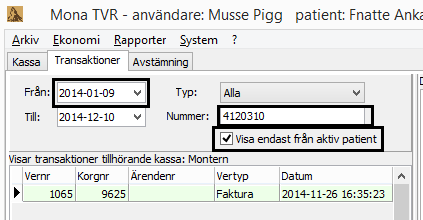 Mona TVR - användare: Musse Pigg patient: Fnatte Anka
Arkiv Ekonomi Rapporter System ?
Kassa Transaktioner Avstämning
Från: 2014-01-09 Typ: Alla
Till: 2014-12-10 Nummer: 4120310
Visa endast från aktiv patient
Visar transaktioner tillhörande kassa: Montern
Vernr Korgnr Ärendenr Vertyp Datum
1065 9625 Faktura 2014-11-26 16:35:23